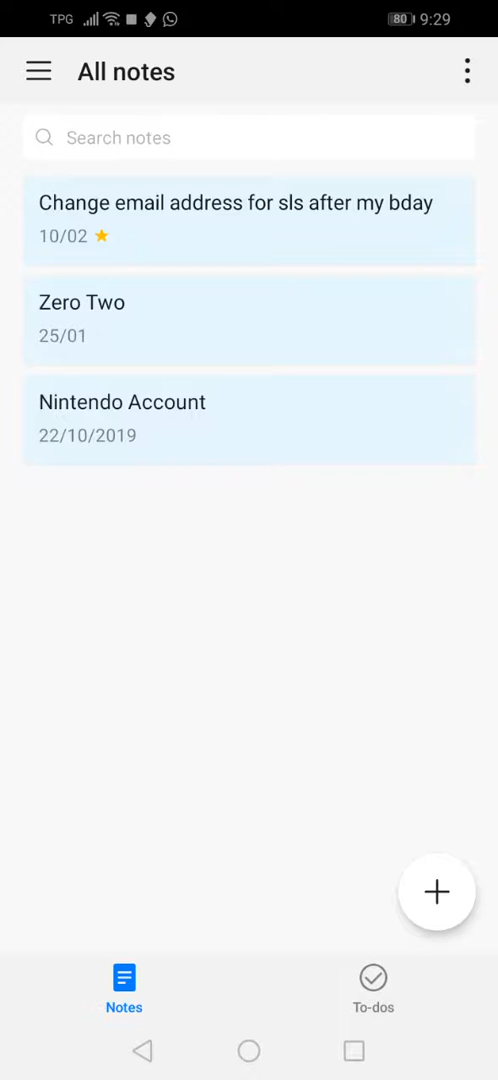 TPG 80 9:29
All notes
Search notes
Change email address for sls after my bday
10/02
Zero Two
25/01
Nintendo Account
22/10/2019
Notes To-dos